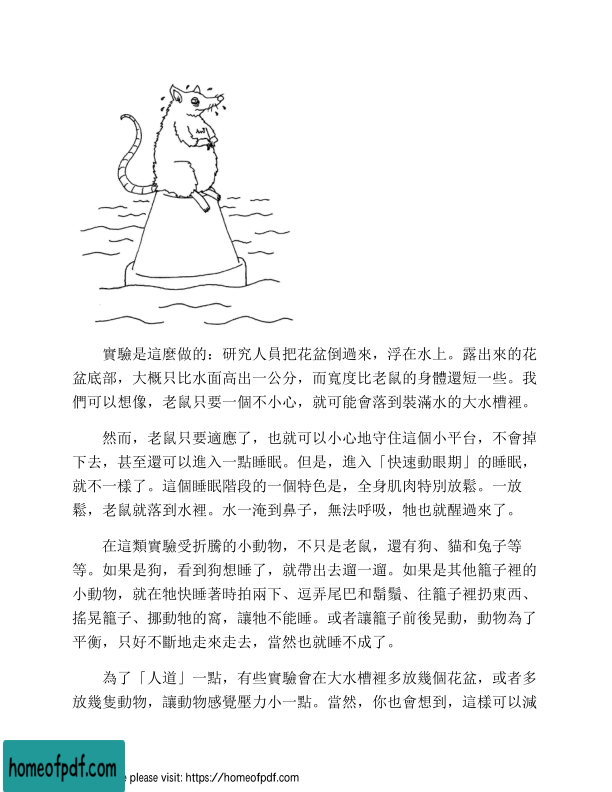 實驗是這麼做的：研究人員把花盆倒過來，浮在水上。露出來的花
盆底部，大概只比水面高出一公分，而寬度比老鼠的身體還短一些。我
們可以想像，老鼠只要一個不小心，就可能會落到裝滿水的大水槽裡。
然而，老鼠只要適應了，也就可以小心地守住這個小平台，不會掉
下去，甚至還可以進入一點睡眠。但是，進入「快速動眼期」的睡眠，
就不一樣了。這個睡眠階段的一個特色是，全身肌肉特別放鬆。一放
鬆，老鼠就落到水裡。水一淹到鼻子，無法呼吸，牠也就醒過來了。
在這類實驗受折騰的小動物，不只是老鼠，還有狗、貓和兔子等
等。如果是狗，看到狗想睡了，就帶出去遛一遛。如果是其他籠子裡的
小動物，就在牠快睡著時拍兩下、逗弄尾巴和鬍鬚、往籠子裡扔東西、
搖晃籠子、挪動牠的窩，讓牠不能睡。或者讓籠子前後晃動，動物為了
平衡，只好不斷地走來走去，當然也就睡不成了。
為了「人道」一點，有些實驗會在大水槽裡多放幾個花盆，或者多
放幾隻動物，讓動物感覺壓力小一點。當然，你也會想到，這樣可以減
homeofpdf.com
e please visit: https://homeofpdf.com